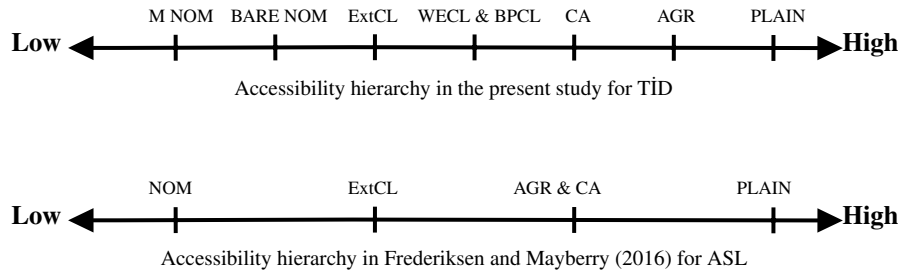 M NOM BARE NOM ExtCL WECL & BPCL CA AGR PLAIN
Low High
Accessibility hierarchy in the present study for TİD
NOM ExtCL AGR & CA PLAIN
Low High
Accessibility hierarchy in Frederiksen and Mayberry (2016) for ASL